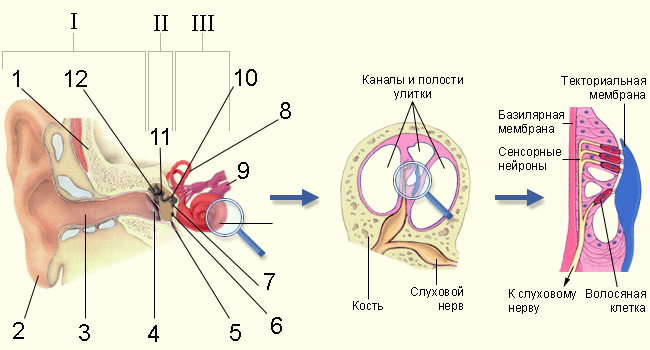 I II III
1 12 10
11 8
9
2 3 4 5 6 7
Каналы и полости
улитки
Кость
Слуховой
нерв
Текториальная
мембрана
Базилярная
мембрана
Сенсорные
нейроны
К слуховому
нерву
Волосяная
клетка